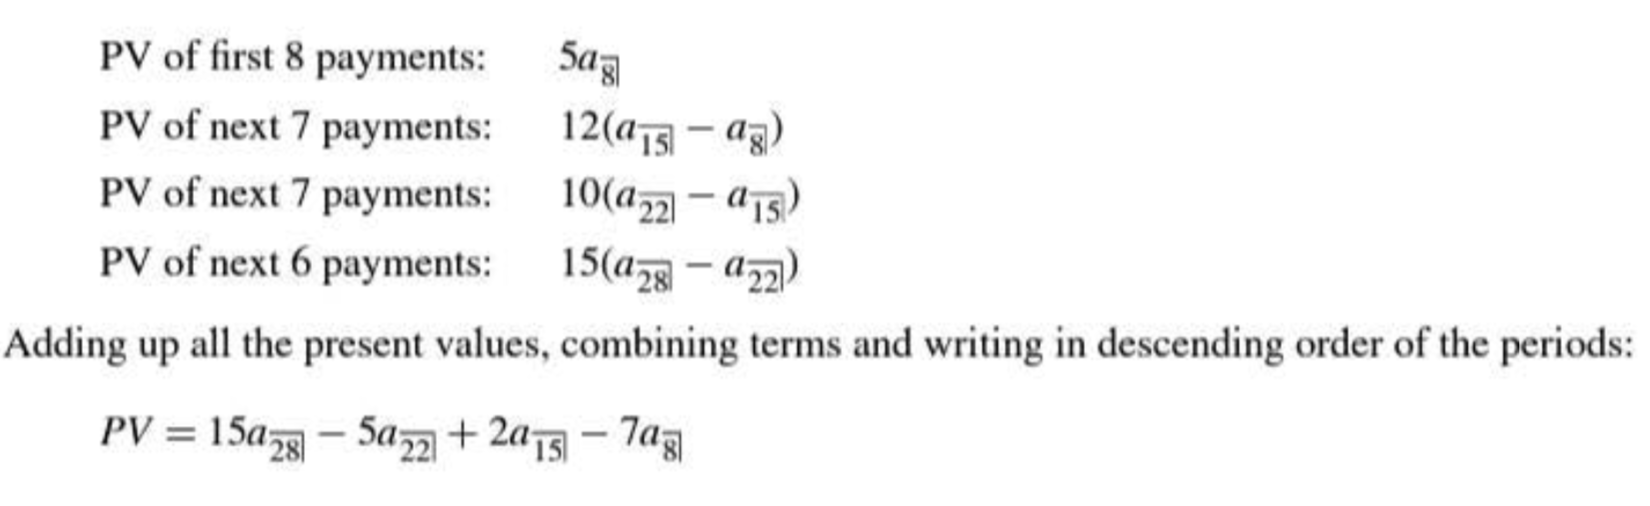 PV of first 8 payments: 5a_{\overline{8}|}
PV of next 7 payments: 12(a_{\overline{15}|} − a_{\overline{8}|})
PV of next 7 payments: 10(a_{\overline{22}|} − a_{\overline{15}|})
PV of next 6 payments: 15(a_{\overline{28}|} − a_{\overline{22}|})
Adding up all the present values, combining terms and writing in descending order of the periods:
PV = 15a_{\overline{28}|} − 5a_{\overline{22}|} + 2a_{\overline{15}|} − 7a_{\overline{8}|}